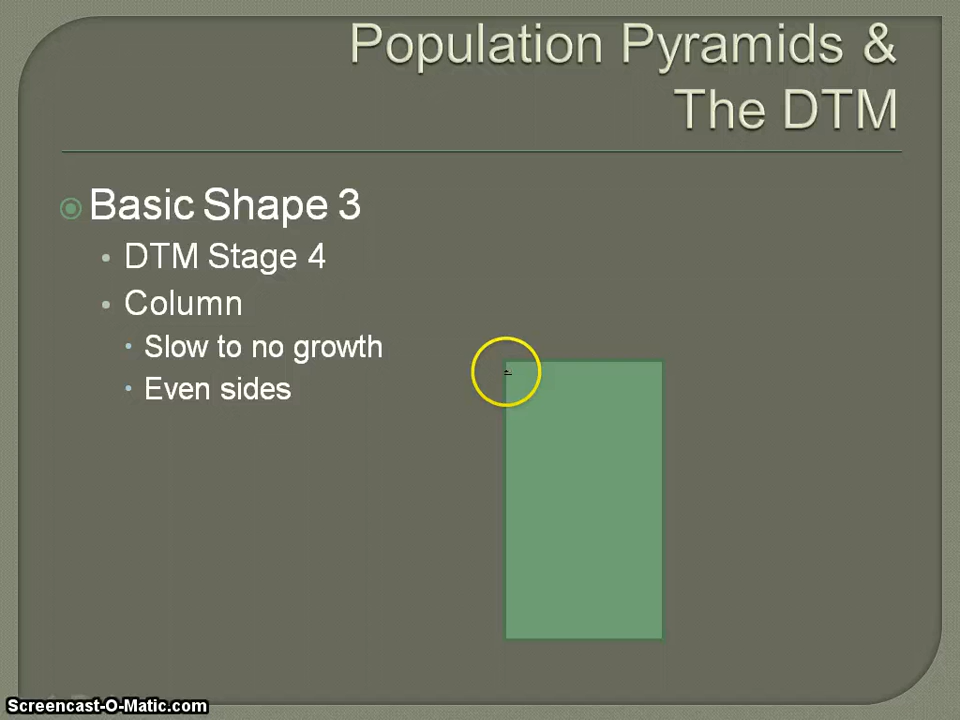 Population Pyramids &
The DTM
Basic Shape 3
DTM Stage 4
Column
Slow to no growth
Even sides
Screencast-O-Matic.com